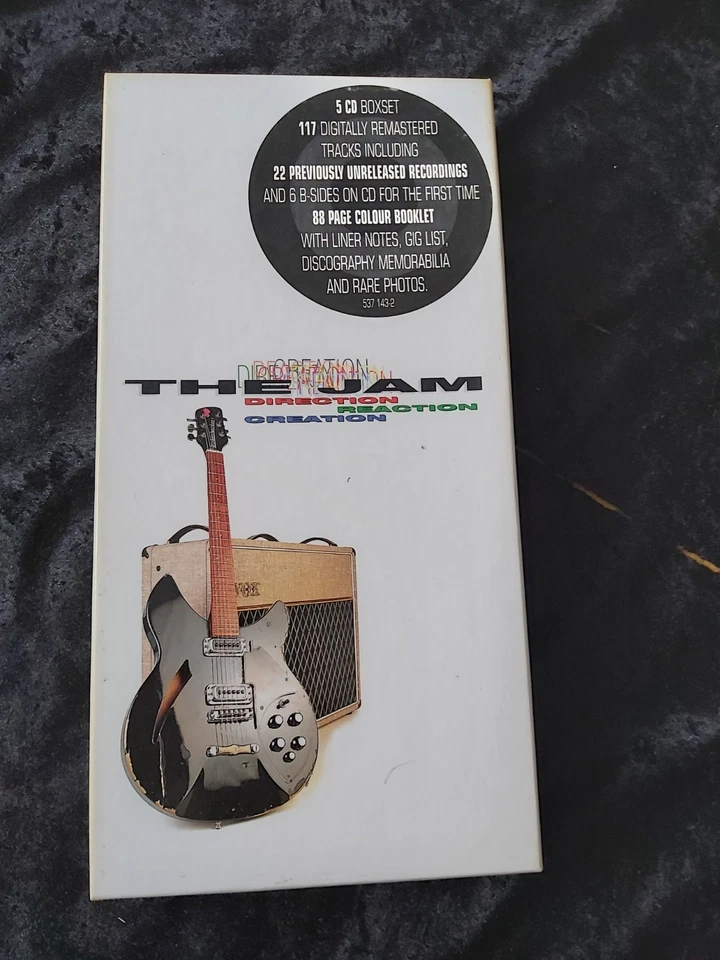 5 CD BOXSET
117 DIGITALLY REMASTERED
TRACKS INCLUDING
22 PREVIOUSLY UNRELEASED RECORDINGS
AND 6 B-SIDES ON CD FOR THE FIRST TIME
88 PAGE COLOUR BOOKLET
WITH LINER NOTES, GIG LIST,
DISCOGRAPHY MEMORABILIA
AND RARE PHOTOS.
537 143-2
CREATION
THE JAM
DIRECTION
REACTION
CREATION
VOX